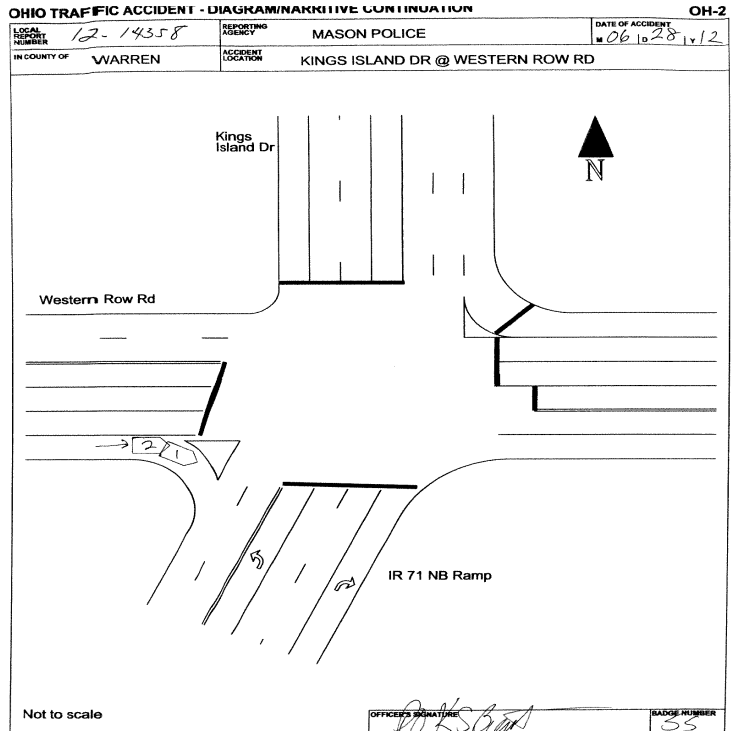 OHIO TRAFFIC ACCIDENT - DIAGRAM/NARRITIVE CONTINUATION OH-2
LOCAL REPORT NUMBER 12-14358 REPORTING AGENCY MASON POLICE DATE OF ACCIDENT M 06 D 28 Y 12
IN COUNTY OF WARREN ACCIDENT LOCATION KINGS ISLAND DR @ WESTERN ROW RD
Kings
Island Dr
N
Western Row Rd
2 1
IR 71 NB Ramp
Not to scale
OFFICER'S SIGNATURE
BADGE NUMBER
55